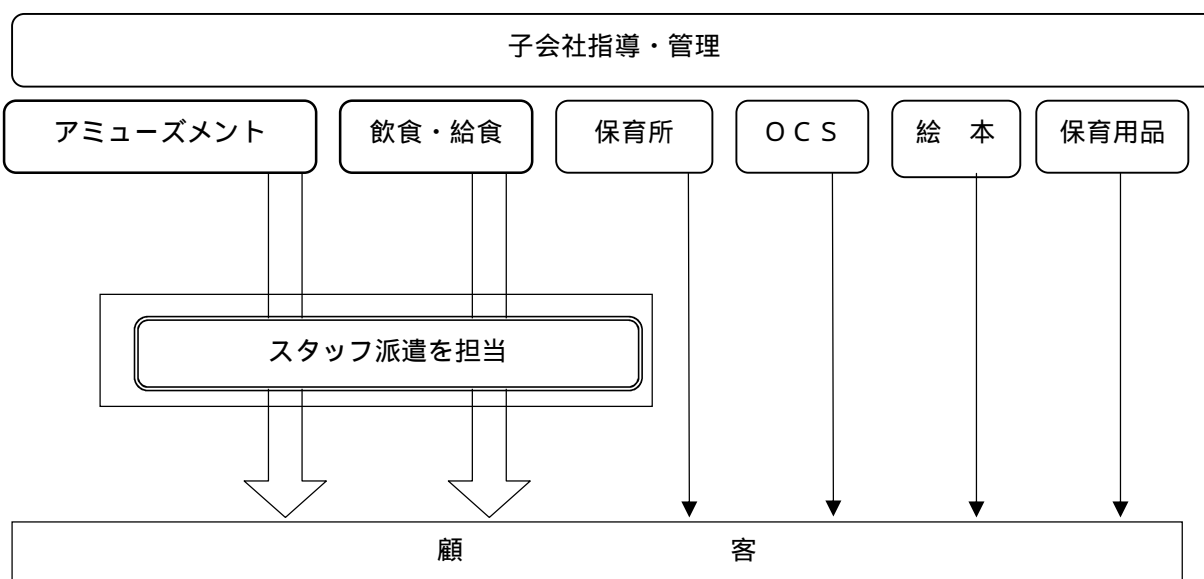 子会社指導・管理
アミューズメント
飲食・給食
保育所
ＯＣＳ
絵　本
保育用品
スタッフ派遣を担当
顧　客